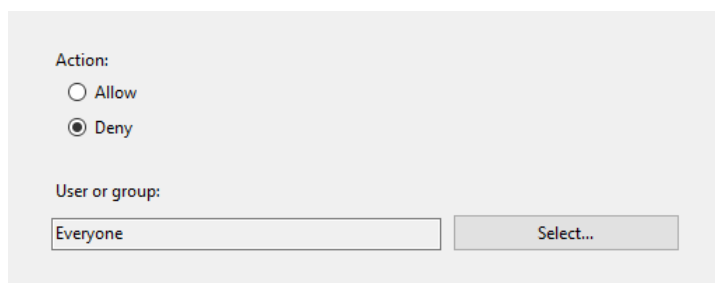 Action:
Allow
Deny
User or group:
Everyone
Select...